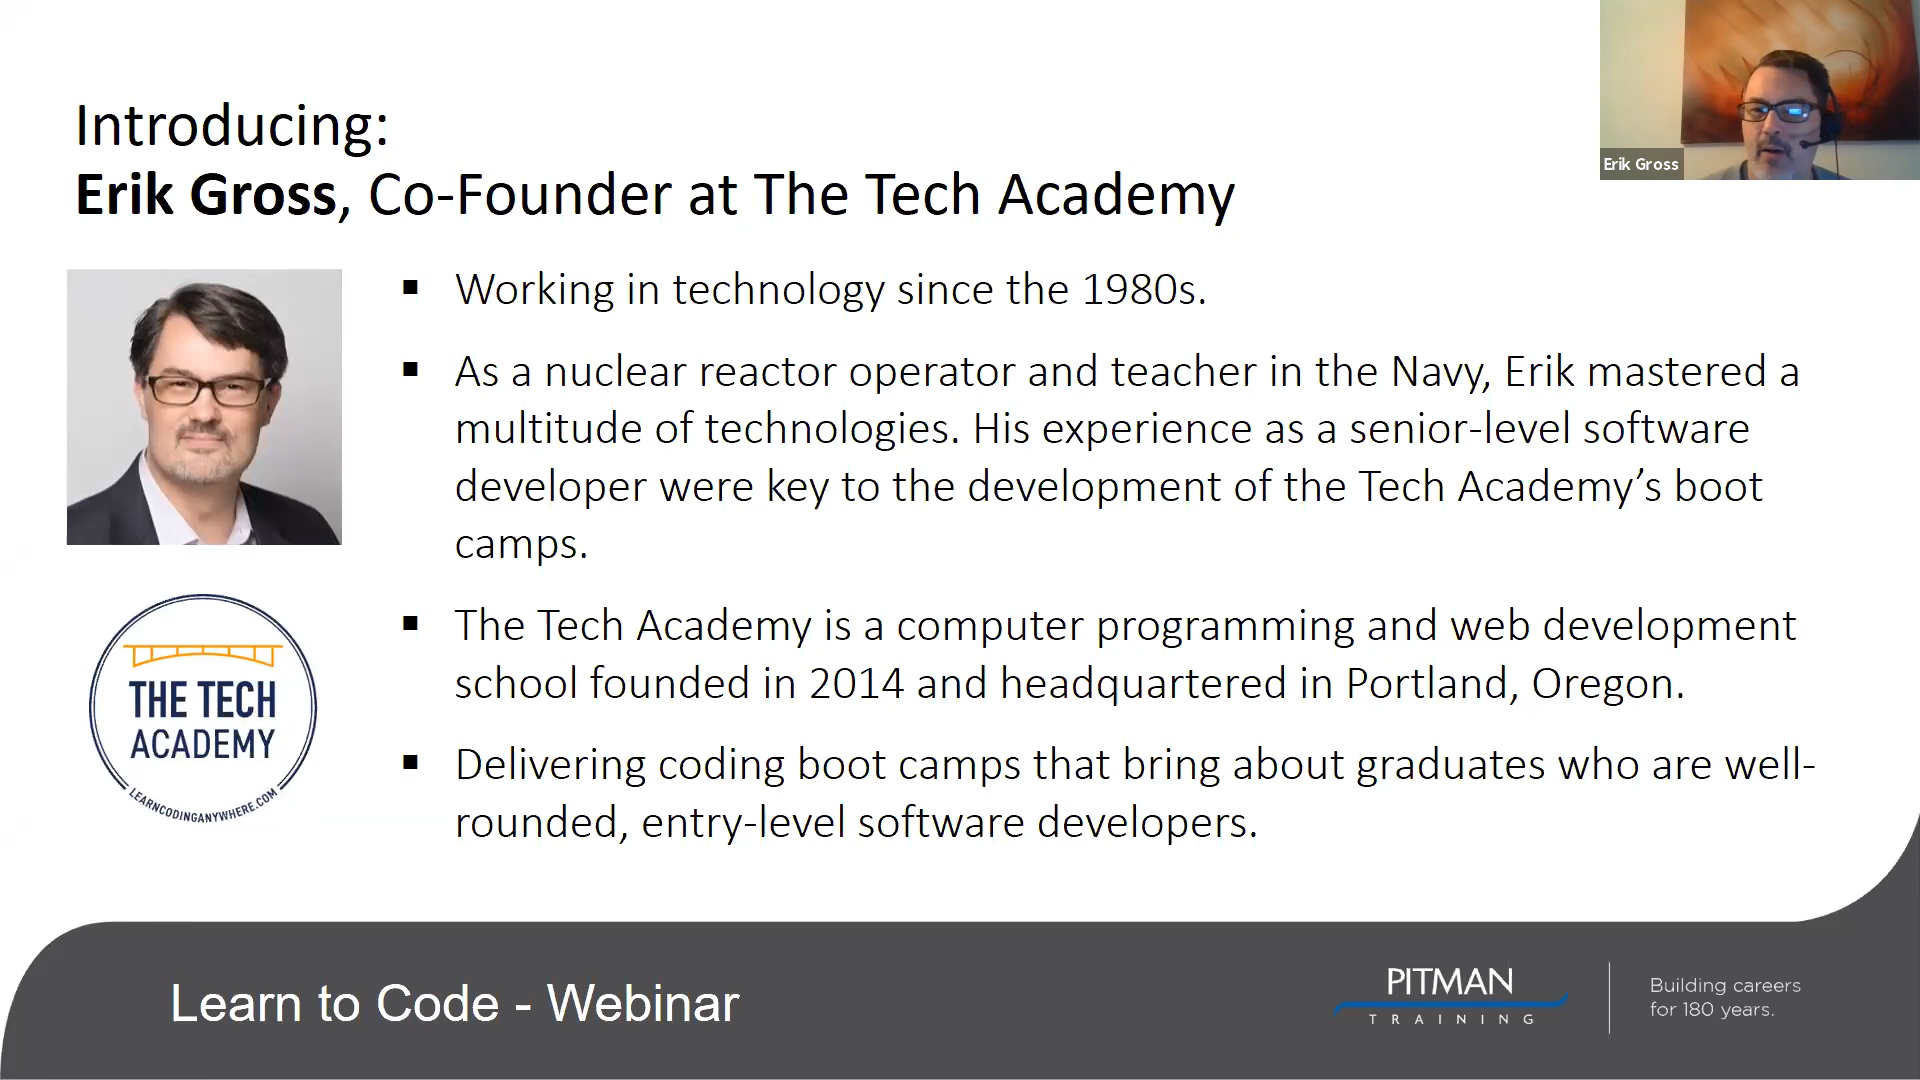 Introducing:
Erik Gross, Co-Founder at The Tech Academy
Erik Gross
▪ Working in technology since the 1980s.
▪ As a nuclear reactor operator and teacher in the Navy, Erik mastered a
multitude of technologies. His experience as a senior-level software
developer were key to the development of the Tech Academy’s boot
camps.
▪ The Tech Academy is a computer programming and web development
school founded in 2014 and headquartered in Portland, Oregon.
▪ Delivering coding boot camps that bring about graduates who are well-
rounded, entry-level software developers.
THE TECH
ACADEMY
LEARNCODINGANYWHERE.COM
Learn to Code - Webinar
PITMAN
TRAINING
Building careers
for 180 years.